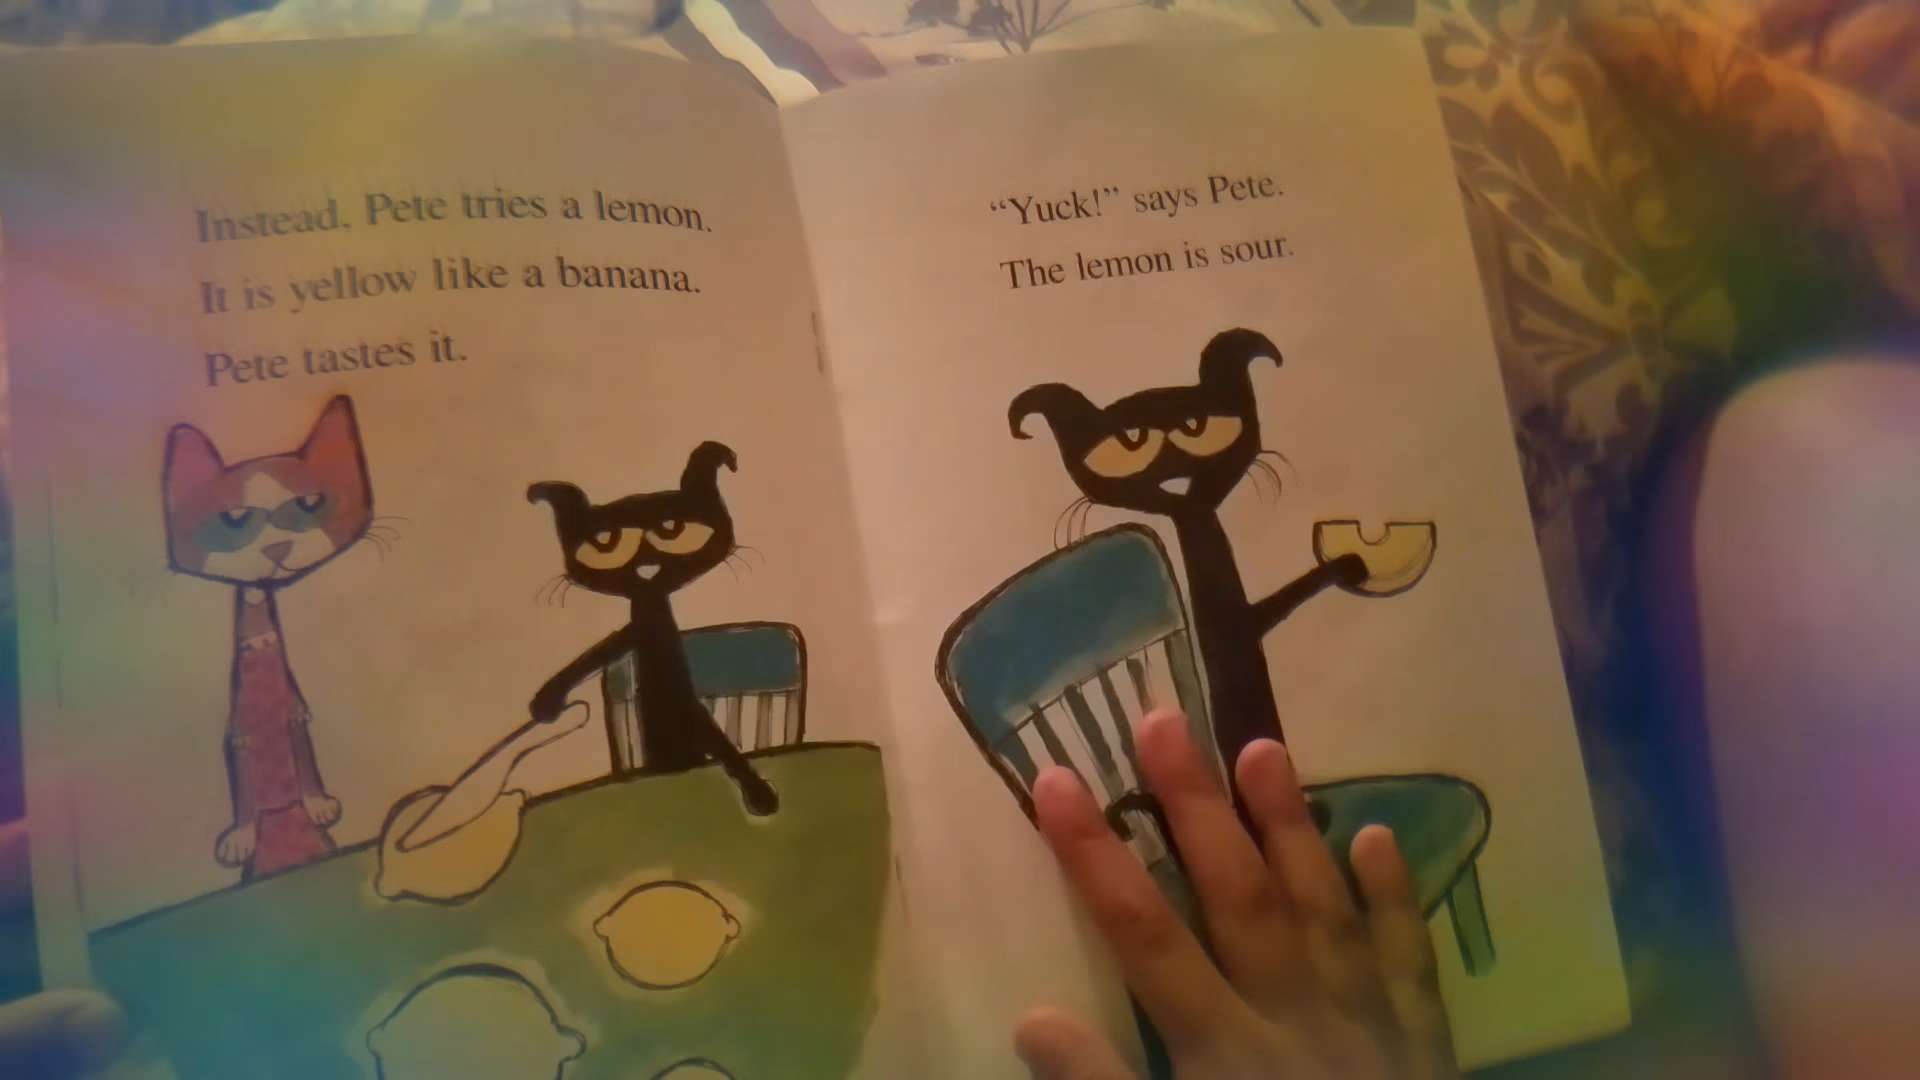 Instead, Pete tries a lemon.
It is yellow like a banana.
Pete tastes it.
“Yuck!” says Pete.
The lemon is sour.